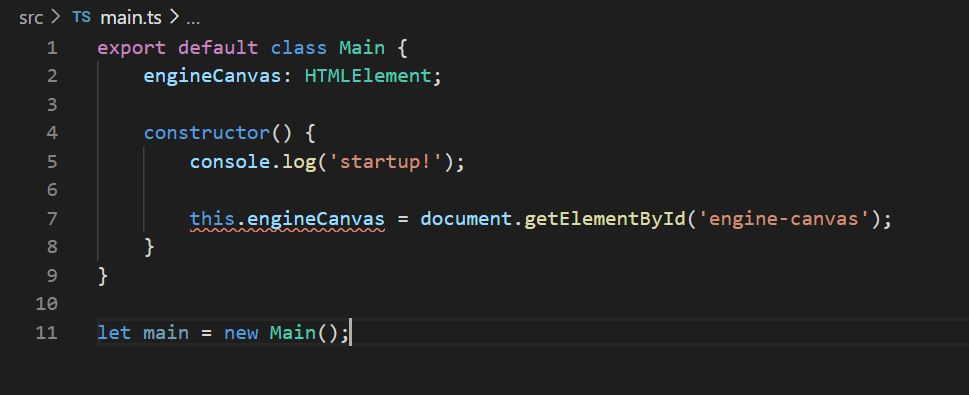 src > TS main.ts > ...
1 export default class Main {
2     engineCanvas: HTMLElement;
3
4     constructor() {
5         console.log('startup!');
6
7         this.engineCanvas = document.getElementById('engine-canvas');
8     }
9 }
10
11 let main = new Main();